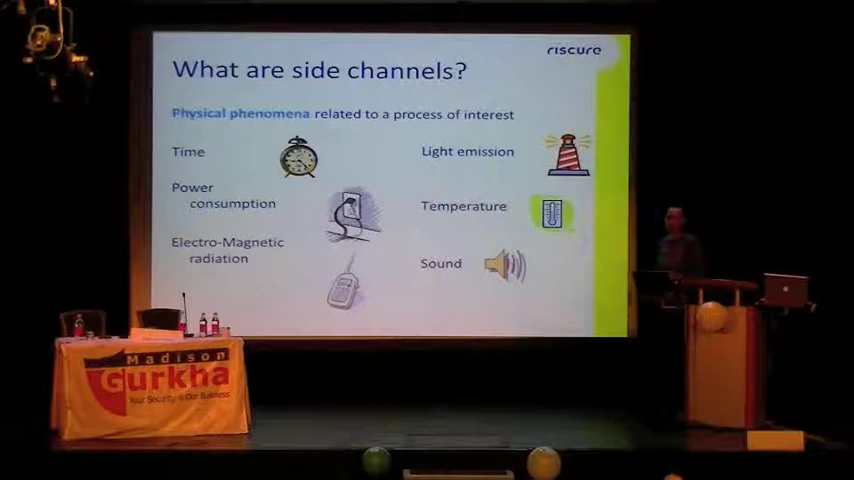 riscure
What are side channels?
Physical phenomena related to a process of interest
Time
Power
consumption
Electro-Magnetic
radiation
Light emission
Temperature
Sound
Madison
Gurkha
Your Security is Our Business